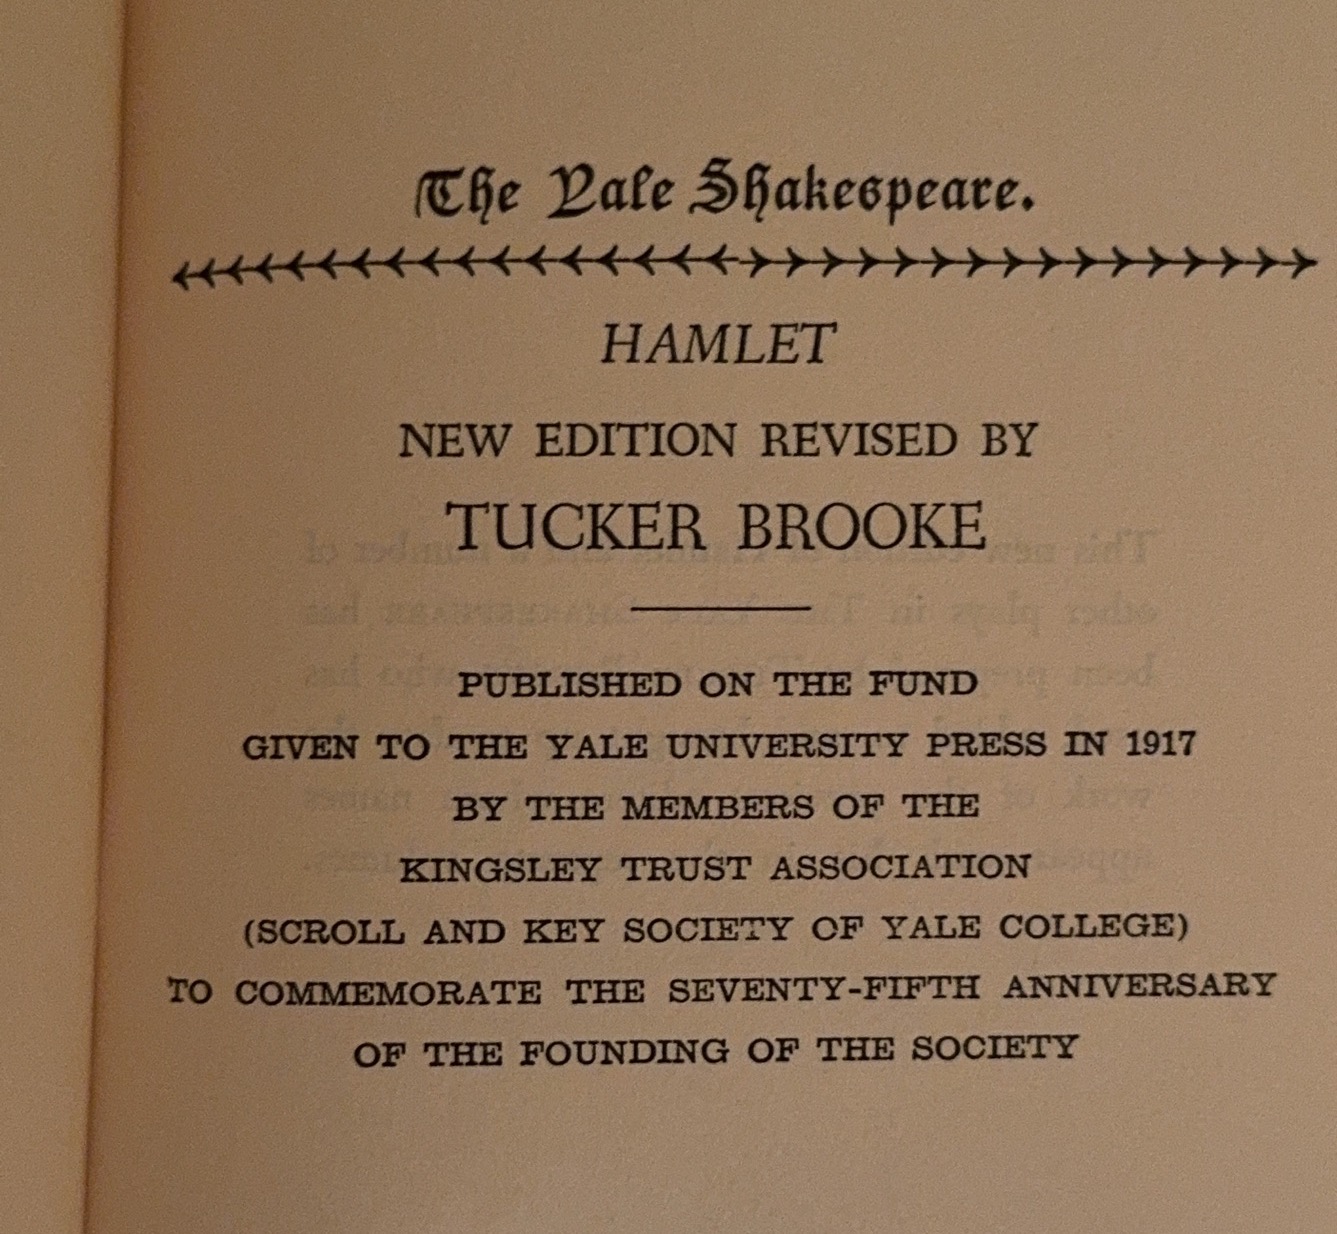 The Yale Shakespeare.
HAMLET
NEW EDITION REVISED BY
TUCKER BROOKE
PUBLISHED ON THE FUND
GIVEN TO THE YALE UNIVERSITY PRESS IN 1917
BY THE MEMBERS OF THE
KINGSLEY TRUST ASSOCIATION
(SCROLL AND KEY SOCIETY OF YALE COLLEGE)
TO COMMEMORATE THE SEVENTY-FIFTH ANNIVERSARY
OF THE FOUNDING OF THE SOCIETY